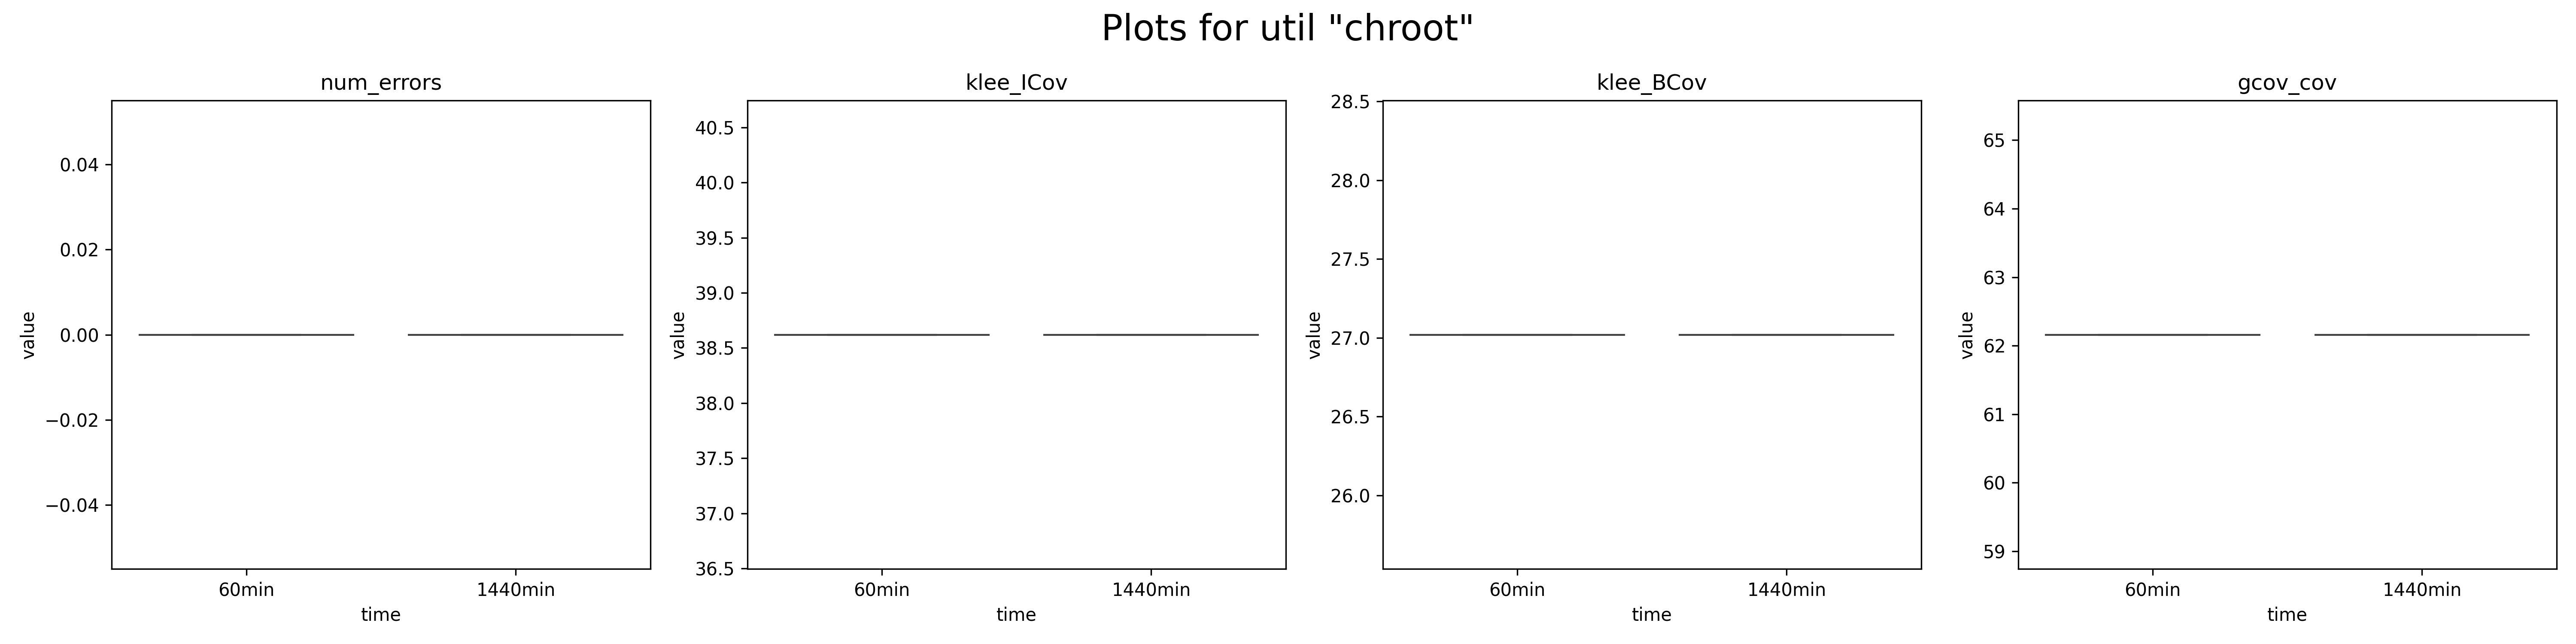 Plots for util "chroot"
num_errors
0.04
0.02
0.00
−0.02
−0.04
value
60min
1440min
time
klee_ICov
40.5
40.0
39.5
39.0
38.5
38.0
37.5
37.0
36.5
value
60min
1440min
time
klee_BCov
28.5
28.0
27.5
27.0
26.5
26.0
value
60min
1440min
time
gcov_cov
65
64
63
62
61
60
59
value
60min
1440min
time